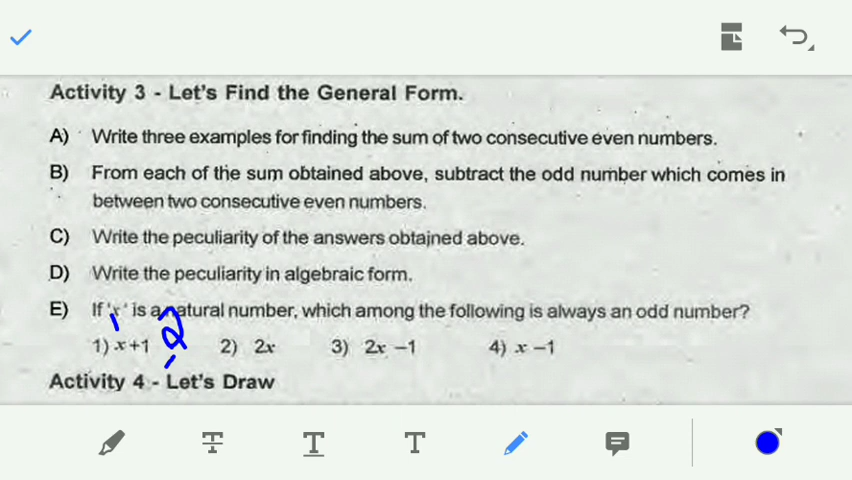 Activity 3 - Let's Find the General Form.
A) Write three examples for finding the sum of two consecutive even numbers.
B) From each of the sum obtained above, subtract the odd number which comes in
between two consecutive even numbers.
C) Write the peculiarity of the answers obtained above.
D) Write the peculiarity in algebraic form.
E) If 'x' is a natural number, which among the following is always an odd number?
1) x+1 2 2) 2x 3) 2x -1 4) x -1
Activity 4 - Let's Draw
T T T